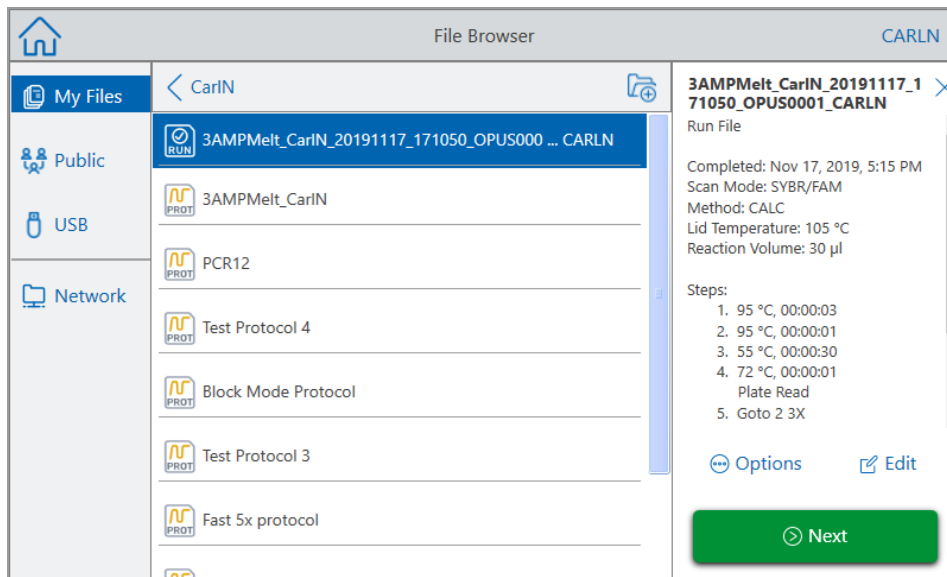 File Browser
CARLN
My Files
Public
USB
Network
CarIN
RUN
3AMPMelt_CarIN_20191117_171050_OPUS000 ... CARLN
PROT
3AMPMelt_CarIN
PROT
PCR12
PROT
Test Protocol 4
PROT
Block Mode Protocol
PROT
Test Protocol 3
PROT
Fast 5x protocol
3AMPMelt_CarIN_20191117_1
71050_OPUS0001_CARLN
Run File
Completed: Nov 17, 2019, 5:15 PM
Scan Mode: SYBR/FAM
Method: CALC
Lid Temperature: 105 °C
Reaction Volume: 30 µl
Steps:
1. 95 °C, 00:00:03
2. 95 °C, 00:00:01
3. 55 °C, 00:00:30
4. 72 °C, 00:00:01
Plate Read
5. Goto 2 3X
Options
Edit
Next